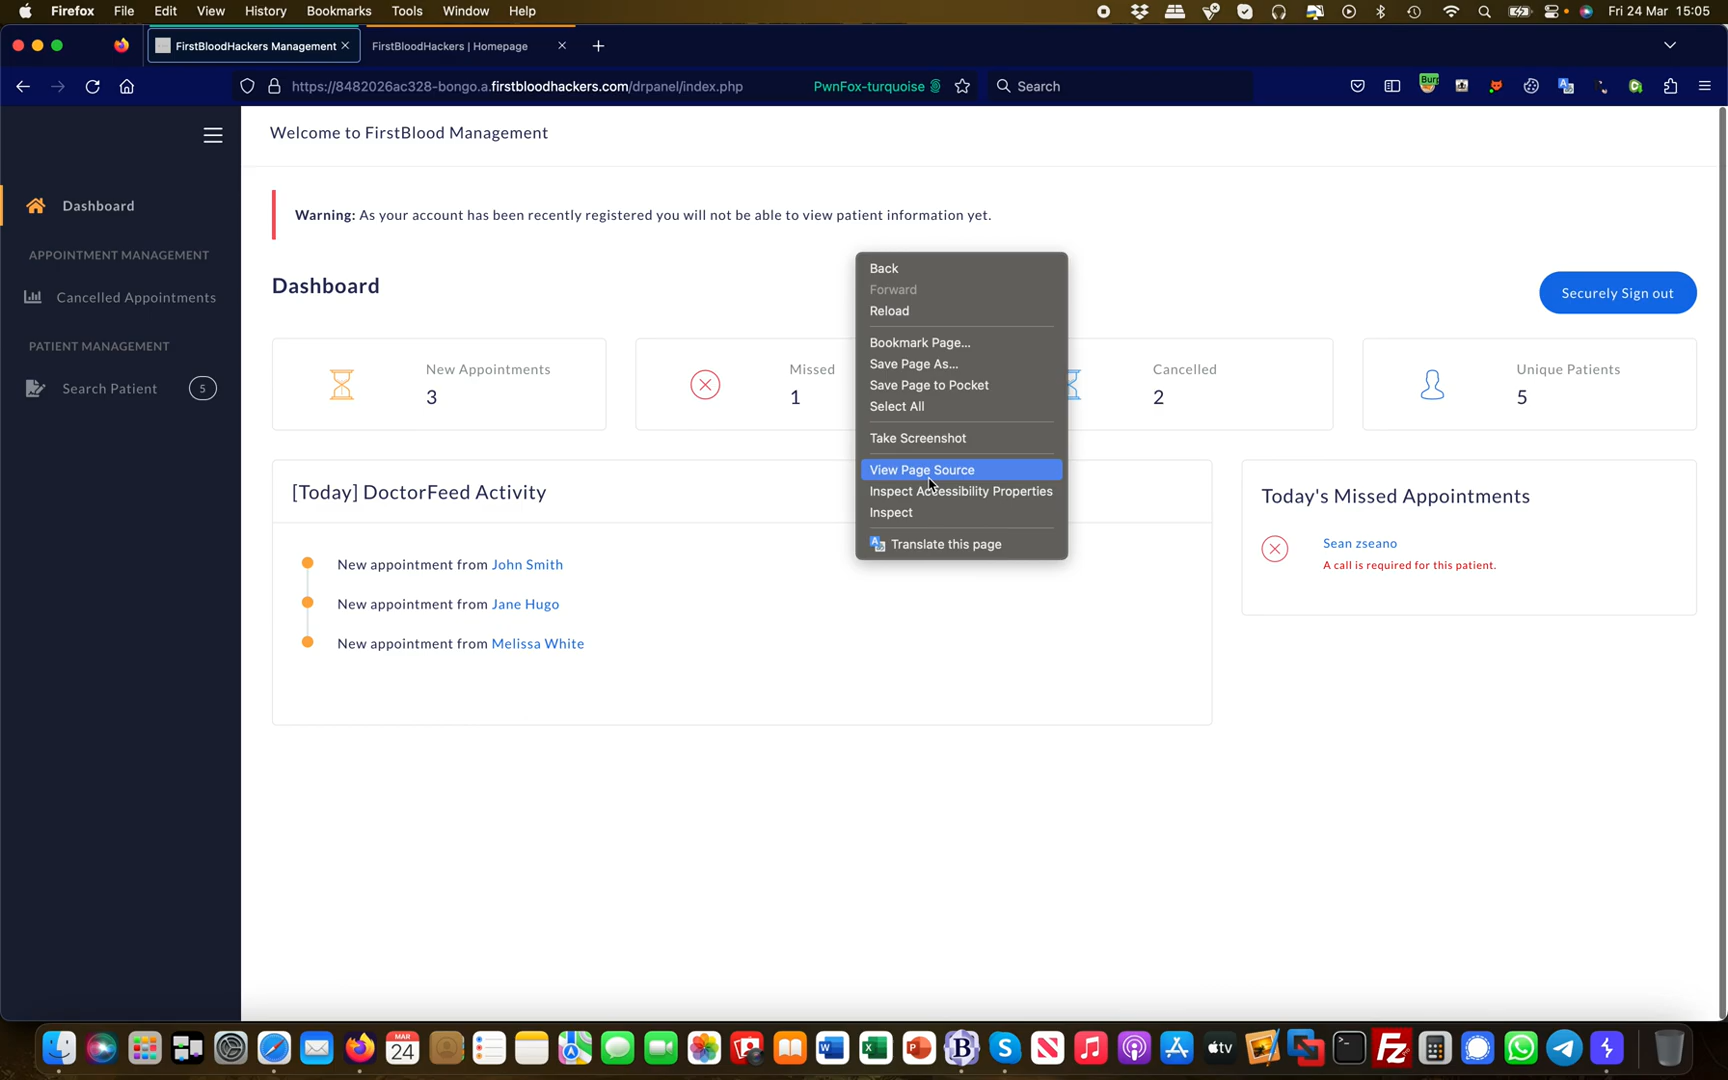 Firefox File Edit View History Bookmarks Tools Window Help Fri 24 Mar 15:05
FirstBloodHackers Management FirstBloodHackers | Homepage
https://8482026ac328-bongo.a.firstbloodhackers.com/drpanel/index.php PwnFox-turquoise Search Burp
Welcome to FirstBlood Management
Dashboard
APPOINTMENT MANAGEMENT
Cancelled Appointments
PATIENT MANAGEMENT
Search Patient 5
Warning: As your account has been recently registered you will not be able to view patient information yet.
Dashboard
Securely Sign out
New Appointments
3
Missed
1
Cancelled
2
Unique Patients
5
[Today] DoctorFeed Activity
New appointment from John Smith
New appointment from Jane Hugo
New appointment from Melissa White
Today's Missed Appointments
Sean zseano
A call is required for this patient.
Back
Forward
Reload
Bookmark Page...
Save Page As...
Save Page to Pocket
Select All
Take Screenshot
View Page Source
Inspect Accessibility Properties
Inspect
Translate this page
MAR
24
tv